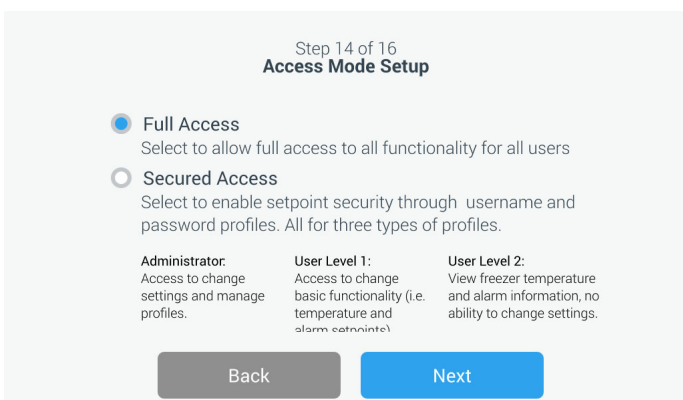 Step 14 of 16
Access Mode Setup
Full Access
Select to allow full access to all functionality for all users
Secured Access
Select to enable setpoint security through username and
password profiles. All for three types of profiles.
Administrator:
Access to change
settings and manage
profiles.
User Level 1:
Access to change
basic functionality (i.e.
temperature and
alarm setpoints)
User Level 2:
View freezer temperature
and alarm information, no
ability to change settings.
Back
Next